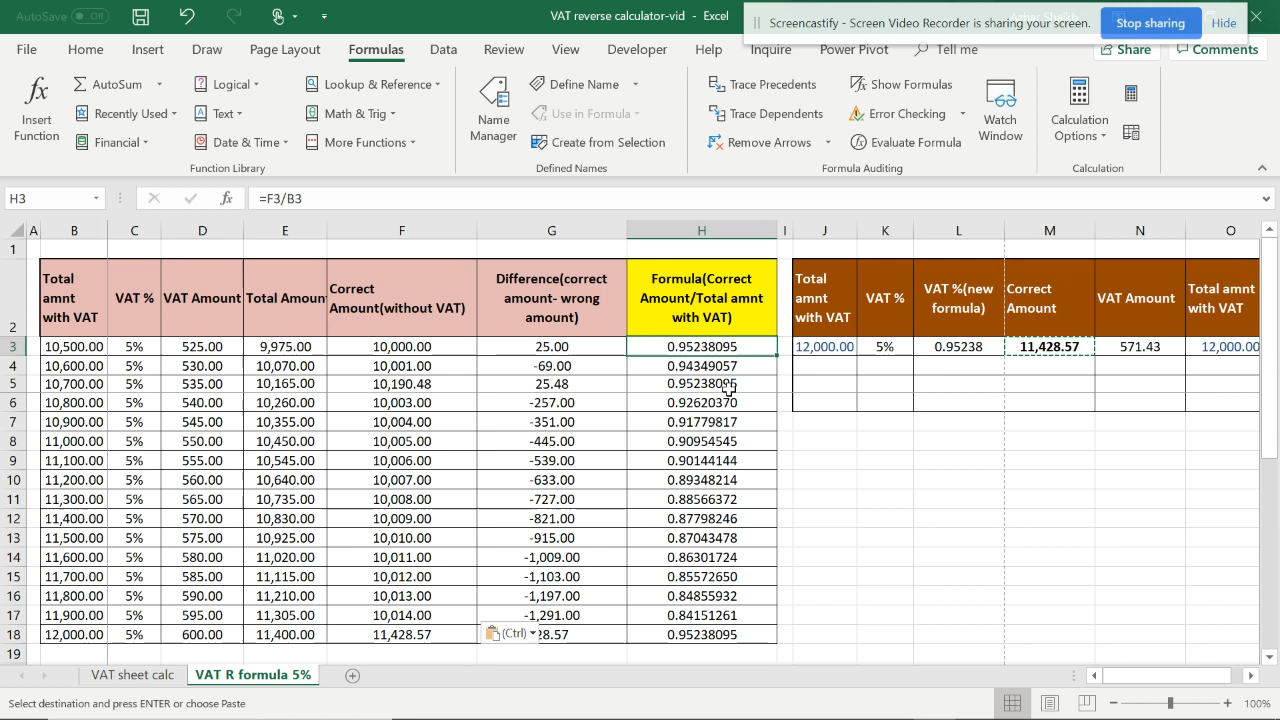 AutoSave Off VAT reverse calculator-vid - Excel
Screencastify - Screen Video Recorder is sharing your screen. Stop sharing Hide
File Home Insert Draw Page Layout Formulas Data Review View Developer Help Inquire Power Pivot Tell me Share Comments
AutoSum Logical Lookup & Reference Define Name Trace Precedents Show Formulas
Insert Function Recently Used Text Math & Trig Name Manager Use in Formula Trace Dependents Error Checking Watch Window Calculation Options
Financial Date & Time More Functions Create from Selection Remove Arrows Evaluate Formula
Function Library Defined Names Formula Auditing Calculation
H3 fx =F3/B3
A B C D E F G H I J K L M N O
1
2 Total amnt with VAT VAT % VAT Amount Total Amoun Correct Amount(without VAT) Difference(correct amount- wrong amount) Formula(Correct Amount/Total amnt with VAT) Total amnt with VAT VAT % VAT %(new formula) Correct Amount VAT Amount Total amnt with VAT
3 10,500.00 5% 525.00 9,975.00 10,000.00 25.00 0.95238095 12,000.00 5% 0.95238 11,428.57 571.43 12,000.00
4 10,600.00 5% 530.00 10,070.00 10,001.00 -69.00 0.94349057
5 10,700.00 5% 535.00 10,165.00 10,190.48 25.48 0.95238095
6 10,800.00 5% 540.00 10,260.00 10,003.00 -257.00 0.92620370
7 10,900.00 5% 545.00 10,355.00 10,004.00 -351.00 0.91779817
8 11,000.00 5% 550.00 10,450.00 10,005.00 -445.00 0.90954545
9 11,100.00 5% 555.00 10,545.00 10,006.00 -539.00 0.90144144
10 11,200.00 5% 560.00 10,640.00 10,007.00 -633.00 0.89348214
11 11,300.00 5% 565.00 10,735.00 10,008.00 -727.00 0.88566372
12 11,400.00 5% 570.00 10,830.00 10,009.00 -821.00 0.87798246
13 11,500.00 5% 575.00 10,925.00 10,010.00 -915.00 0.87043478
14 11,600.00 5% 580.00 11,020.00 10,011.00 -1,009.00 0.86301724
15 11,700.00 5% 585.00 11,115.00 10,012.00 -1,103.00 0.85572650
16 11,800.00 5% 590.00 11,210.00 10,013.00 -1,197.00 0.84855932
17 11,900.00 5% 595.00 11,305.00 10,014.00 -1,291.00 0.84151261
18 12,000.00 5% 600.00 11,400.00 11,428.57 (Ctrl) 28.57 0.95238095
19
VAT sheet calc VAT R formula 5%
Select destination and press ENTER or choose Paste 100%